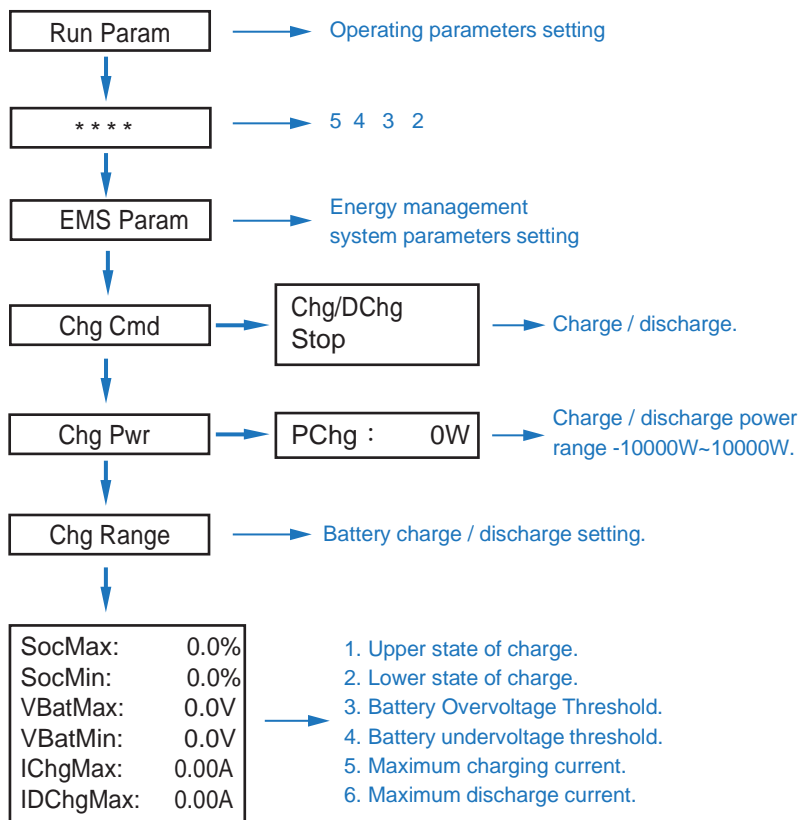 Run Param
Operating parameters setting
* * * *
5 4 3 2
EMS Param
Energy management
system parameters setting
Chg Cmd
Chg/DChg
Stop
Charge / discharge.
Chg Pwr
PChg : 0W
Charge / discharge power
range -10000W~10000W.
Chg Range
Battery charge / discharge setting.
SocMax: 0.0%
SocMin: 0.0%
VBatMax: 0.0V
VBatMin: 0.0V
IChgMax: 0.00A
IDChgMax: 0.00A
1. Upper state of charge.
2. Lower state of charge.
3. Battery Overvoltage Threshold.
4. Battery undervoltage threshold.
5. Maximum charging current.
6. Maximum discharge current.